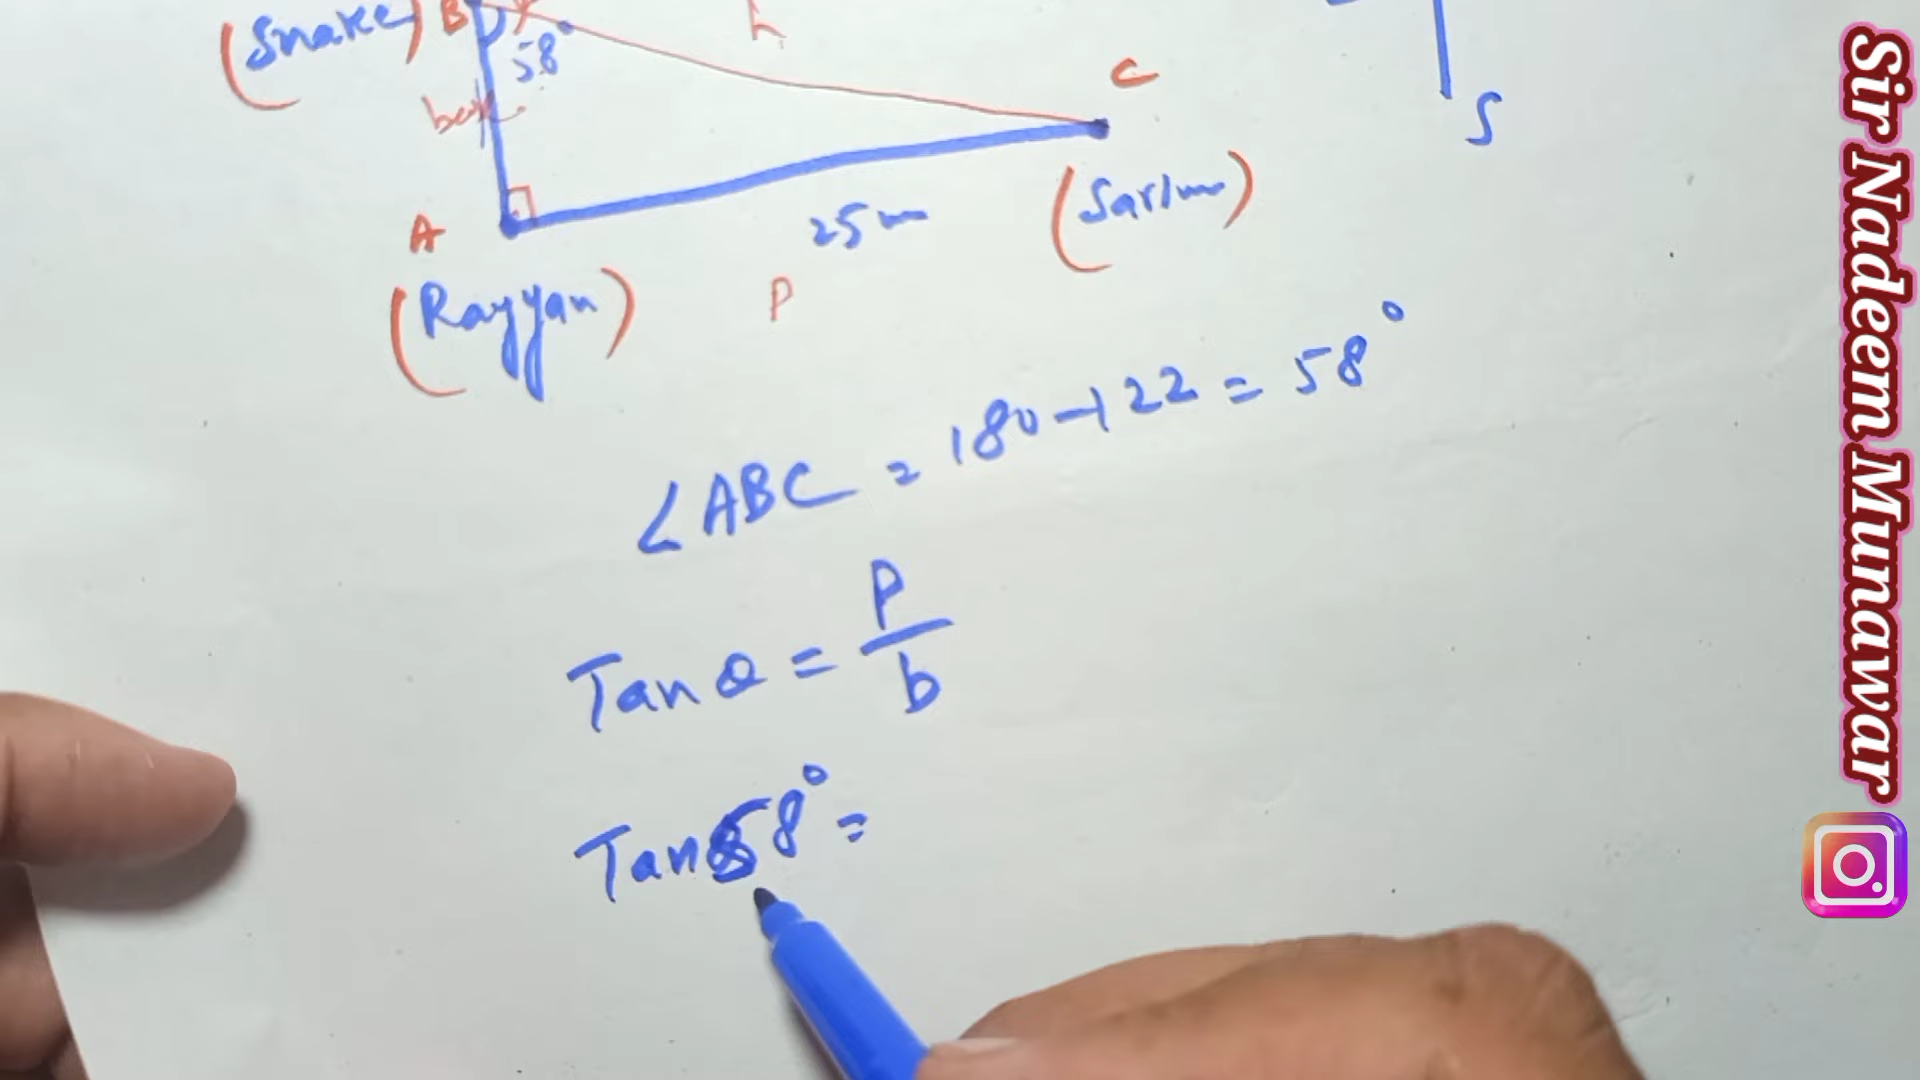 (Snake) B
58°
h
base
C
S
A
25m
(Sarim)
(Rayyan)
P
∠ABC = 180-122 = 58°
Tan θ = P/b
Tan 58° =
Sir Nadeem Munawar